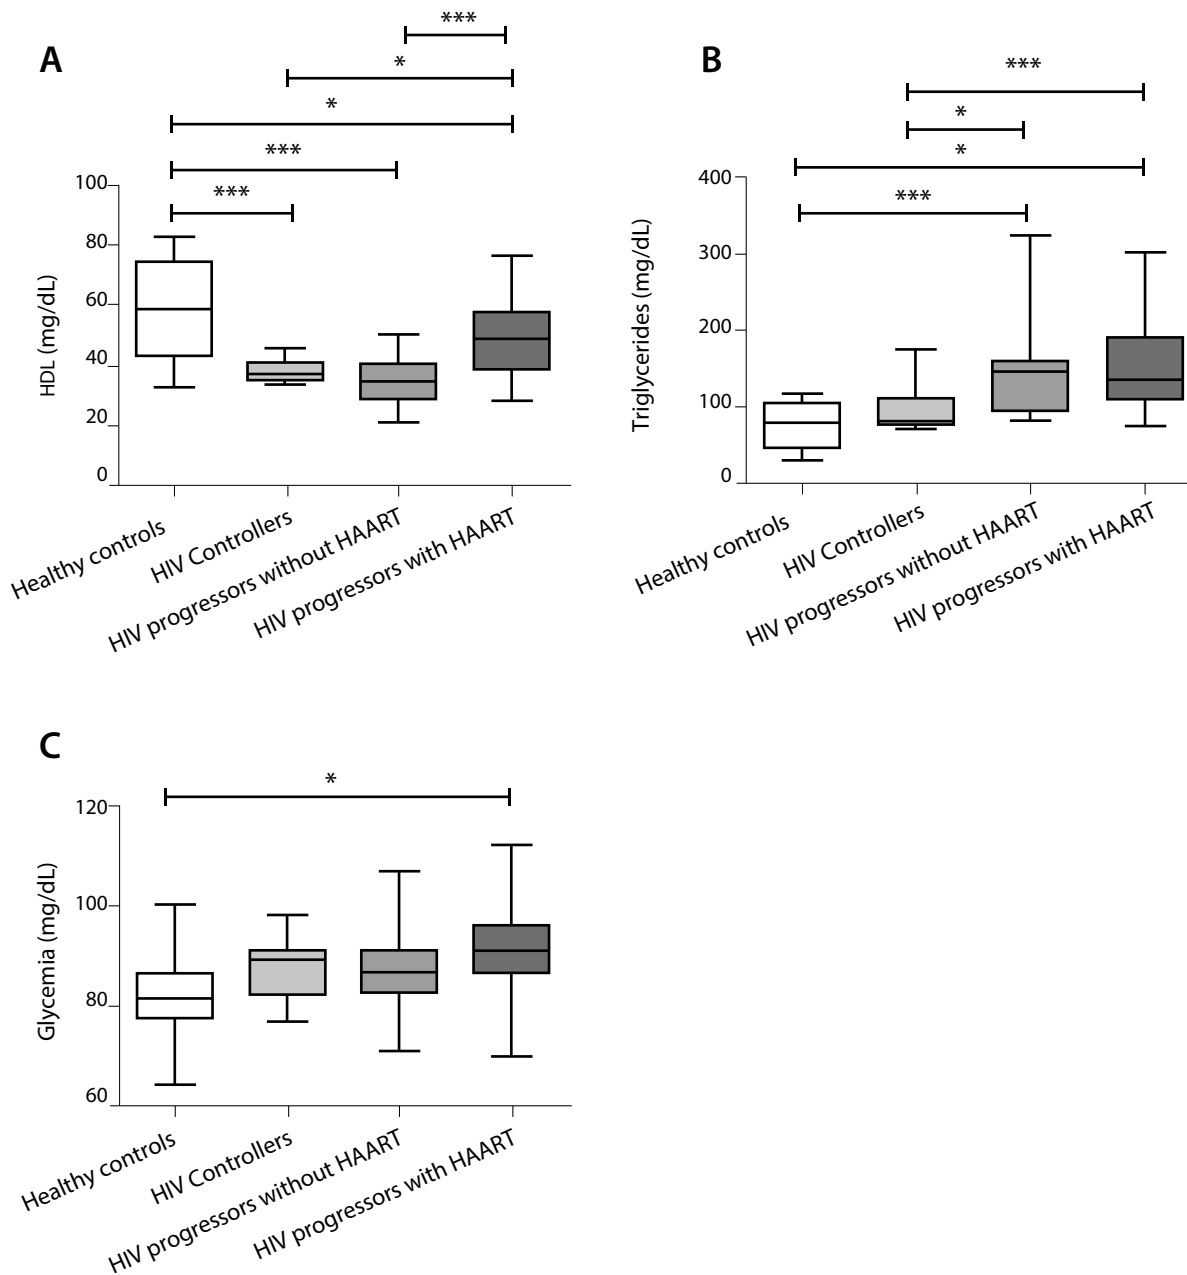 A
***
*
*
***
***
HDL (mg/dL)
100
80
60
40
20
0
Healthy controls
HIV Controllers
HIV progressors without HAART
HIV progressors with HAART
B
***
*
*
***
Triglycerides (mg/dL)
400
300
200
100
0
Healthy controls
HIV Controllers
HIV progressors without HAART
HIV progressors with HAART
C
*
Glycemia (mg/dL)
120
100
80
60
Healthy controls
HIV Controllers
HIV progressors without HAART
HIV progressors with HAART